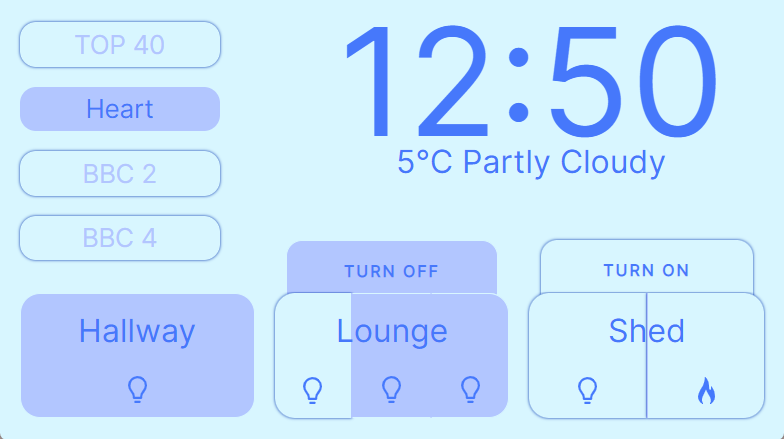 TOP 40
Heart
BBC 2
BBC 4
12:50
5°C Partly Cloudy
TURN OFF
TURN ON
Hallway
Lounge
Shed